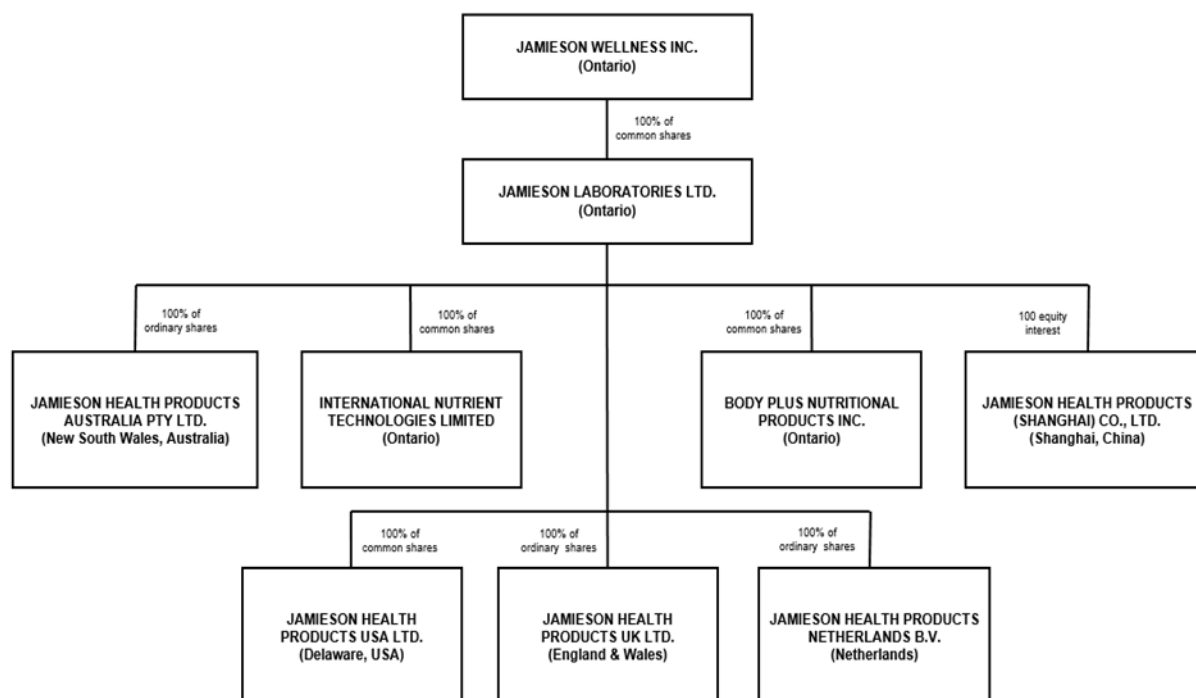 JAMIESON WELLNESS INC.
(Ontario)
100% of
common shares
JAMIESON LABORATORIES LTD.
(Ontario)
100% of
ordinary shares
100% of
common shares
100% of
common shares
100 equity
interest
JAMIESON HEALTH PRODUCTS
AUSTRALIA PTY LTD.
(New South Wales, Australia)
INTERNATIONAL NUTRIENT
TECHNOLOGIES LIMITED
(Ontario)
BODY PLUS NUTRITIONAL
PRODUCTS INC.
(Ontario)
JAMIESON HEALTH PRODUCTS
(SHANGHAI) CO., LTD.
(Shanghai, China)
100% of
common shares
100% of
ordinary shares
100% of
ordinary shares
JAMIESON HEALTH
PRODUCTS USA LTD.
(Delaware, USA)
JAMIESON HEALTH
PRODUCTS UK LTD.
(England & Wales)
JAMIESON HEALTH PRODUCTS
NETHERLANDS B.V.
(Netherlands)